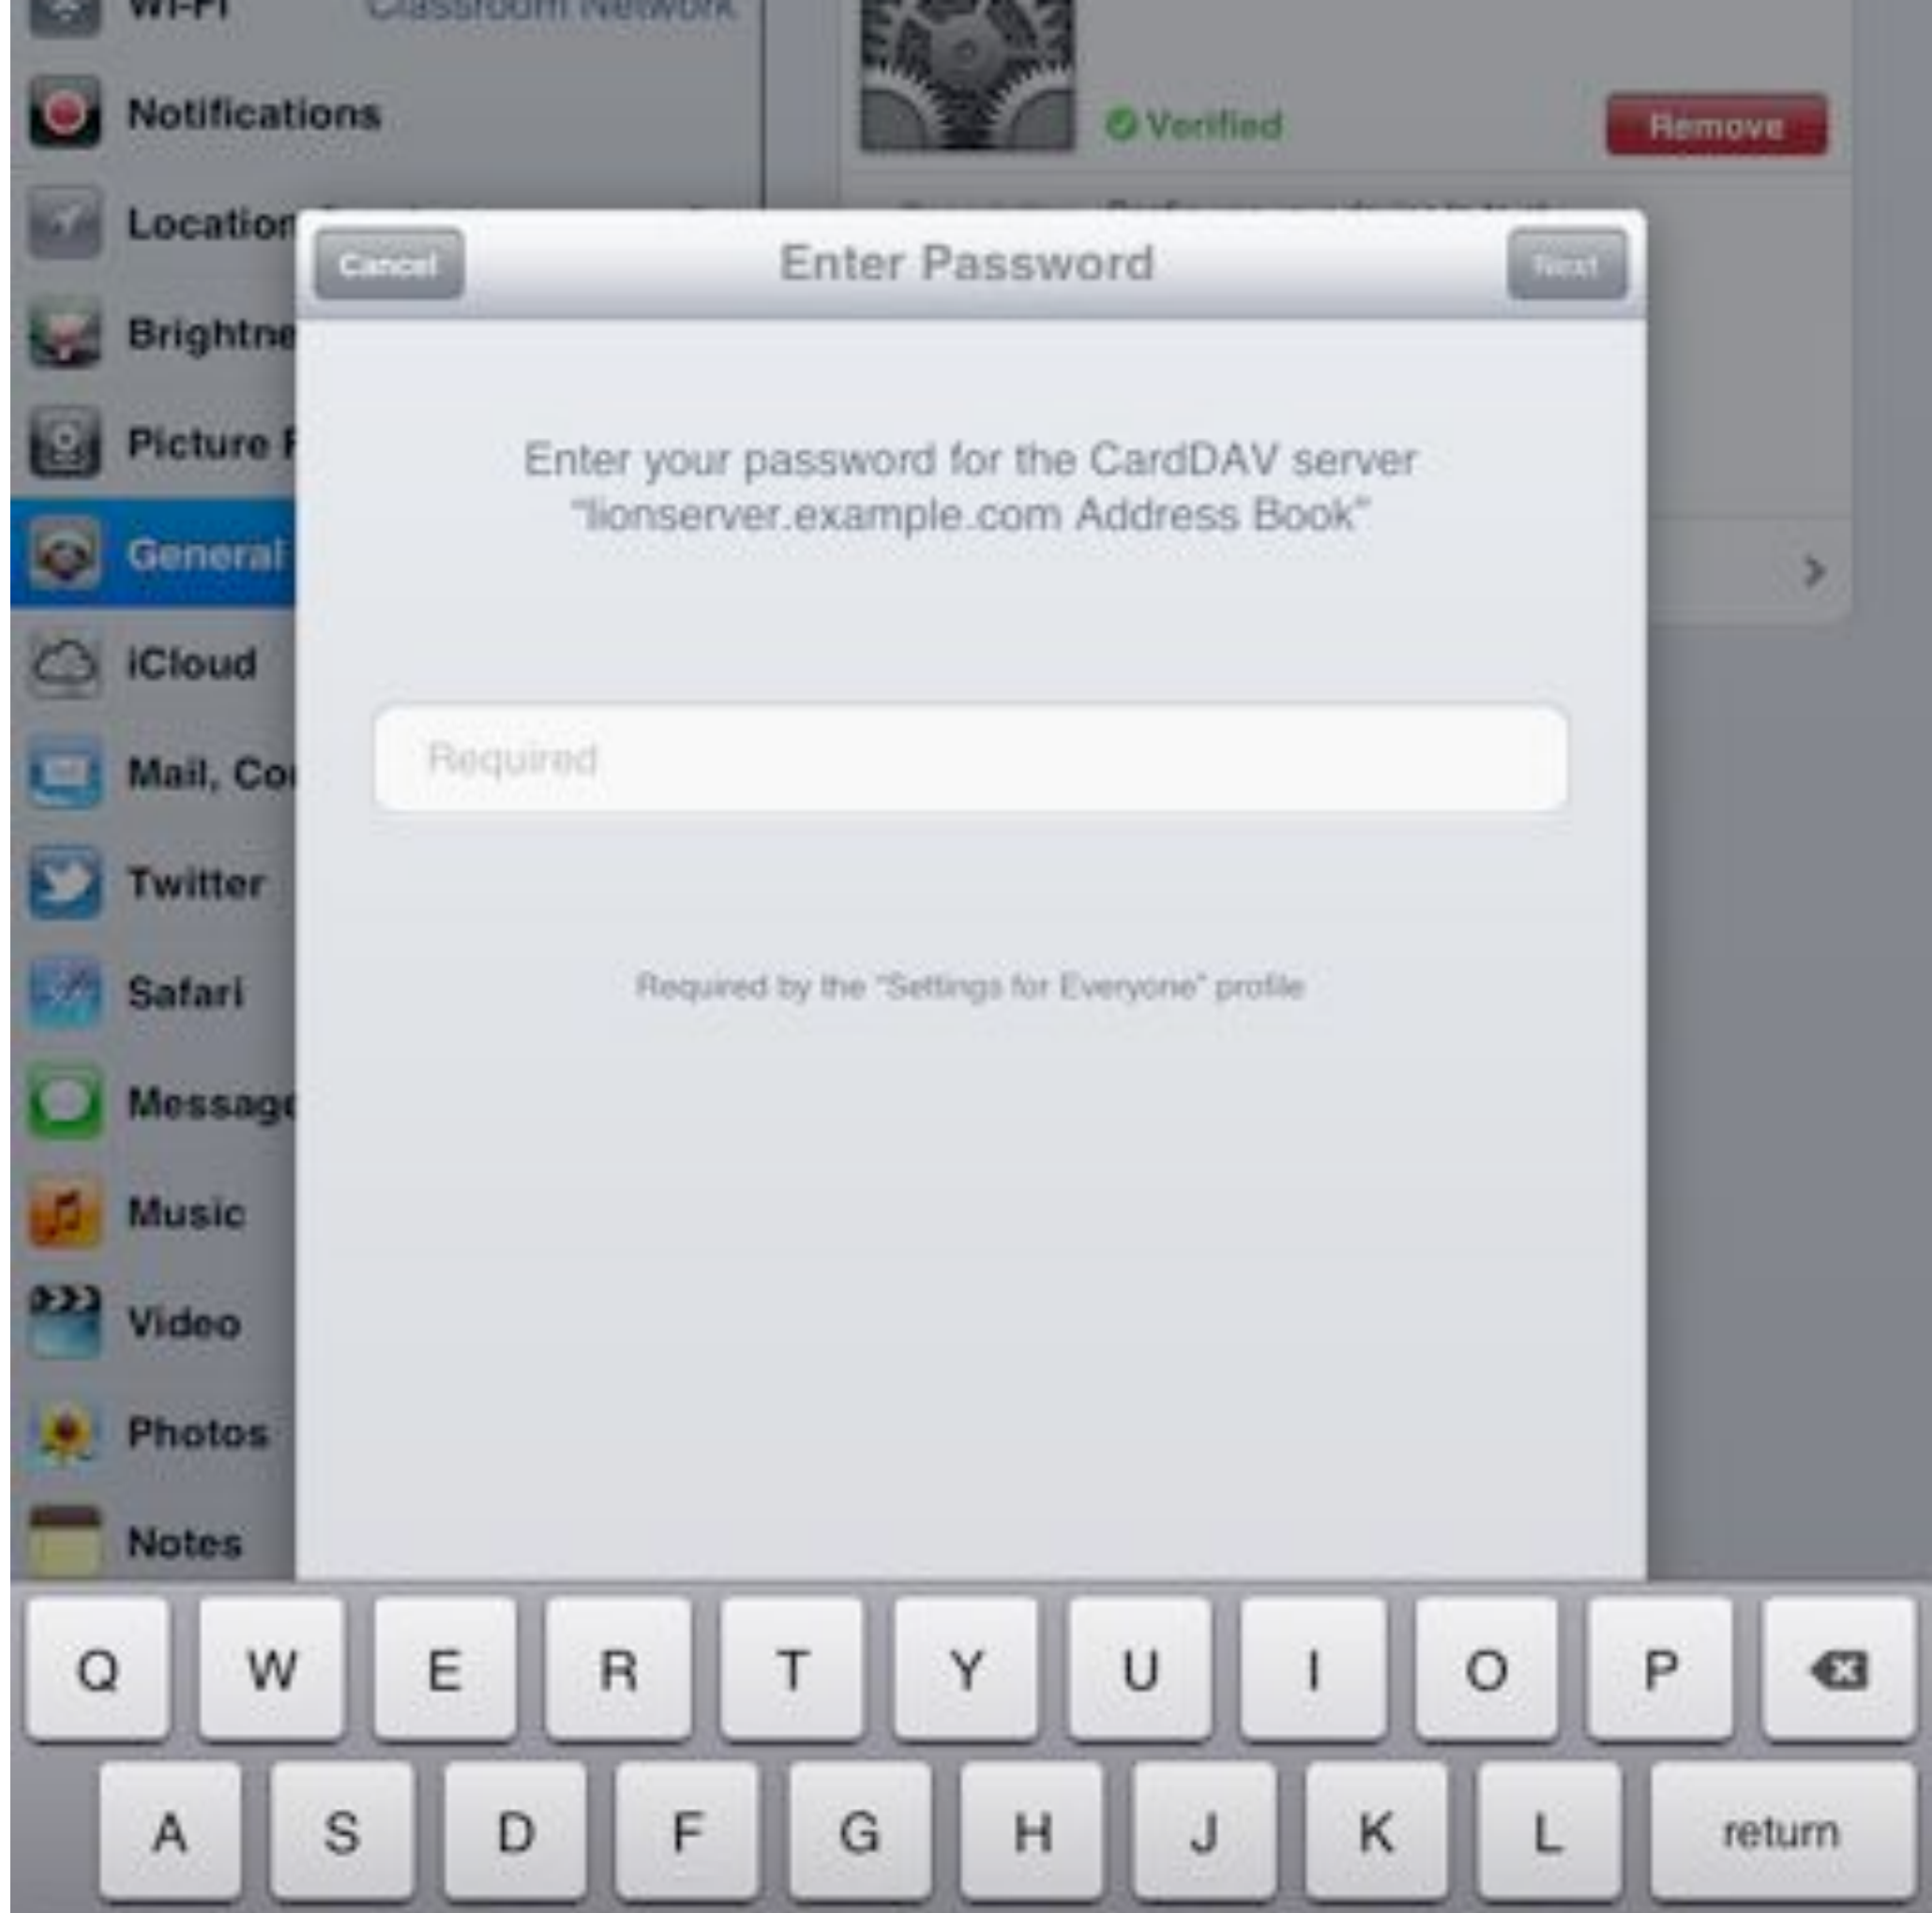 Wi-Fi Classroom Network
Notifications
Verified
Remove
Location
Cancel
Enter Password
Next
Brightne
Picture F
Enter your password for the CardDAV server
“lionserver.example.com Address Book”
General
iCloud
Required
Mail, Co
Twitter
Safari
Required by the “Settings for Everyone” profile
Message
Music
Video
Photos
Notes
Q W E R T Y U I O P
A S D F G H J K L return